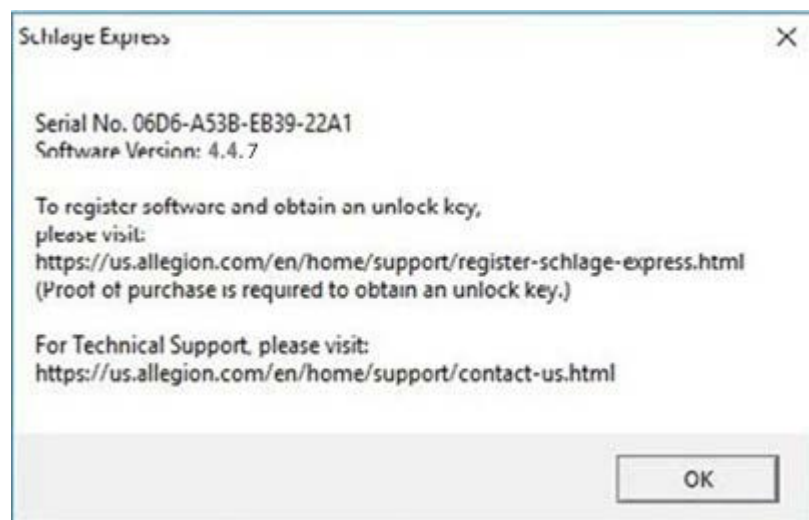 Schlage Express
Serial No. 06D6-A53B-EB39-22A1
Software Version: 4.4.7
To register software and obtain an unlock key,
please visit:
https://us.allegion.com/en/home/support/register-schlage-express.html
(Proof of purchase is required to obtain an unlock key.)
For Technical Support, please visit:
https://us.allegion.com/en/home/support/contact-us.html
OK